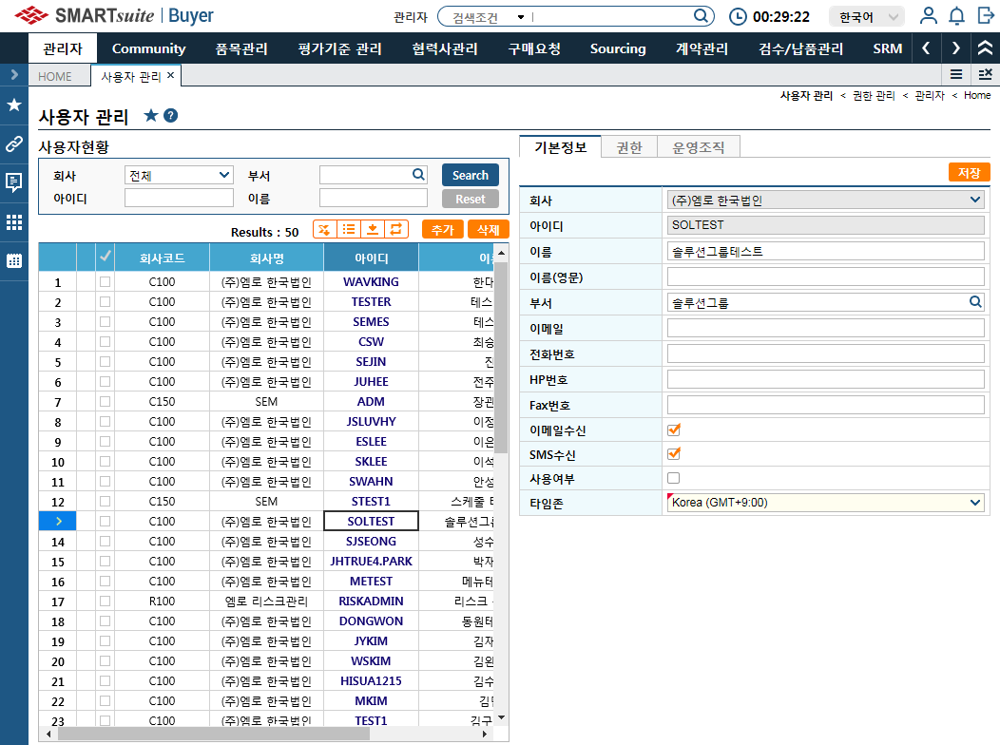 SMARTsuite | Buyer
관리자 검색조건 00:29:22 한국어
관리자 Community 품목관리 평가기준 관리 협력사관리 구매요청 Sourcing 계약관리 검수/납품관리 SRM
HOME 사용자 관리 ×
사용자 관리 < 권한 관리 < 관리자 < Home
사용자 관리
사용자현황
회사 전체 부서 Search
아이디 이름 Reset
Results : 50 추가 삭제
회사코드 회사명 아이디
1 C100 (주)엠로 한국법인 WAVKING 한다
2 C100 (주)엠로 한국법인 TESTER 테스
3 C100 (주)엠로 한국법인 SEMES 테스
4 C100 (주)엠로 한국법인 CSW 최승
5 C100 (주)엠로 한국법인 SEJIN 진
6 C100 (주)엠로 한국법인 JUHEE 전주
7 C150 SEM ADM 장관
8 C100 (주)엠로 한국법인 JSLUVHY 이정
9 C100 (주)엠로 한국법인 ESLEE 이은
10 C100 (주)엠로 한국법인 SKLEE 이석
11 C100 (주)엠로 한국법인 SWAHN 안성
12 C150 SEM STEST1 스케줄
C100 (주)엠로 한국법인 SOLTEST 솔루션그룹
14 C100 (주)엠로 한국법인 SJSEONG 성수
15 C100 (주)엠로 한국법인 JHTRUE4.PARK 박재
16 C100 (주)엠로 한국법인 METEST 메뉴테
17 R100 엠로 리스크관리 RISKADMIN 리스크
18 C100 (주)엠로 한국법인 DONGWON 동원테
19 C100 (주)엠로 한국법인 JYKIM 김재
20 C100 (주)엠로 한국법인 WSKIM 김완
21 C100 (주)엠로 한국법인 HISUA1215 김수
22 C100 (주)엠로 한국법인 MKIM
23 C100 (주)엠로 한국법인 TEST1 김구
기본정보 권한 운영조직
저장
회사 (주)엠로 한국법인
아이디 SOLTEST
이름 솔루션그룹테스트
이름(영문)
부서 솔루션그룹
이메일
전화번호
HP번호
Fax번호
이메일수신
SMS수신
사용여부
타임존 Korea (GMT+9:00)